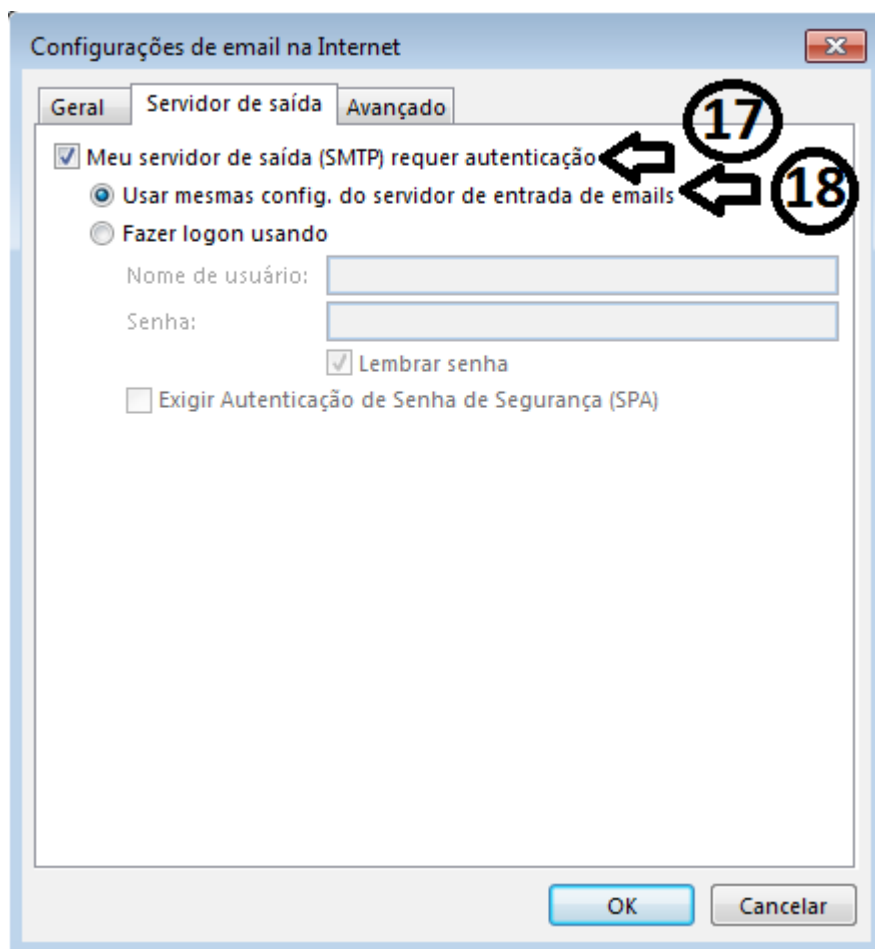 Configurações de email na Internet
Geral Servidor de saída Avançado
17
Meu servidor de saída (SMTP) requer autenticação
18
Usar mesmas config. do servidor de entrada de emails
Fazer logon usando
Nome de usuário:
Senha:
Lembrar senha
Exigir Autenticação de Senha de Segurança (SPA)
OK Cancelar